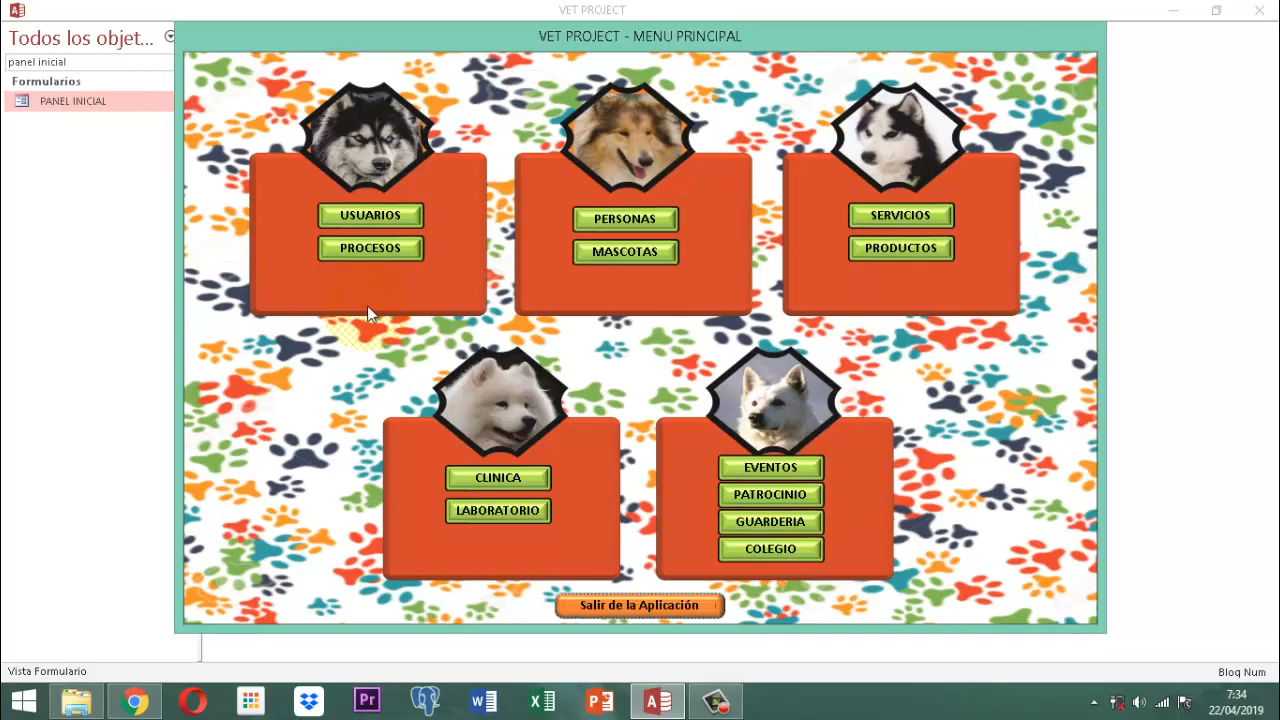 VET PROJECT
Todos los objet...
panel inicial
Formularios
PANEL INICIAL
VET PROJECT - MENU PRINCIPAL
USUARIOS
PROCESOS
PERSONAS
MASCOTAS
SERVICIOS
PRODUCTOS
CLINICA
LABORATORIO
EVENTOS
PATROCINIO
GUARDERIA
COLEGIO
Salir de la Aplicación
Vista Formulario
Bloq Num
Pr
7:34
22/04/2019